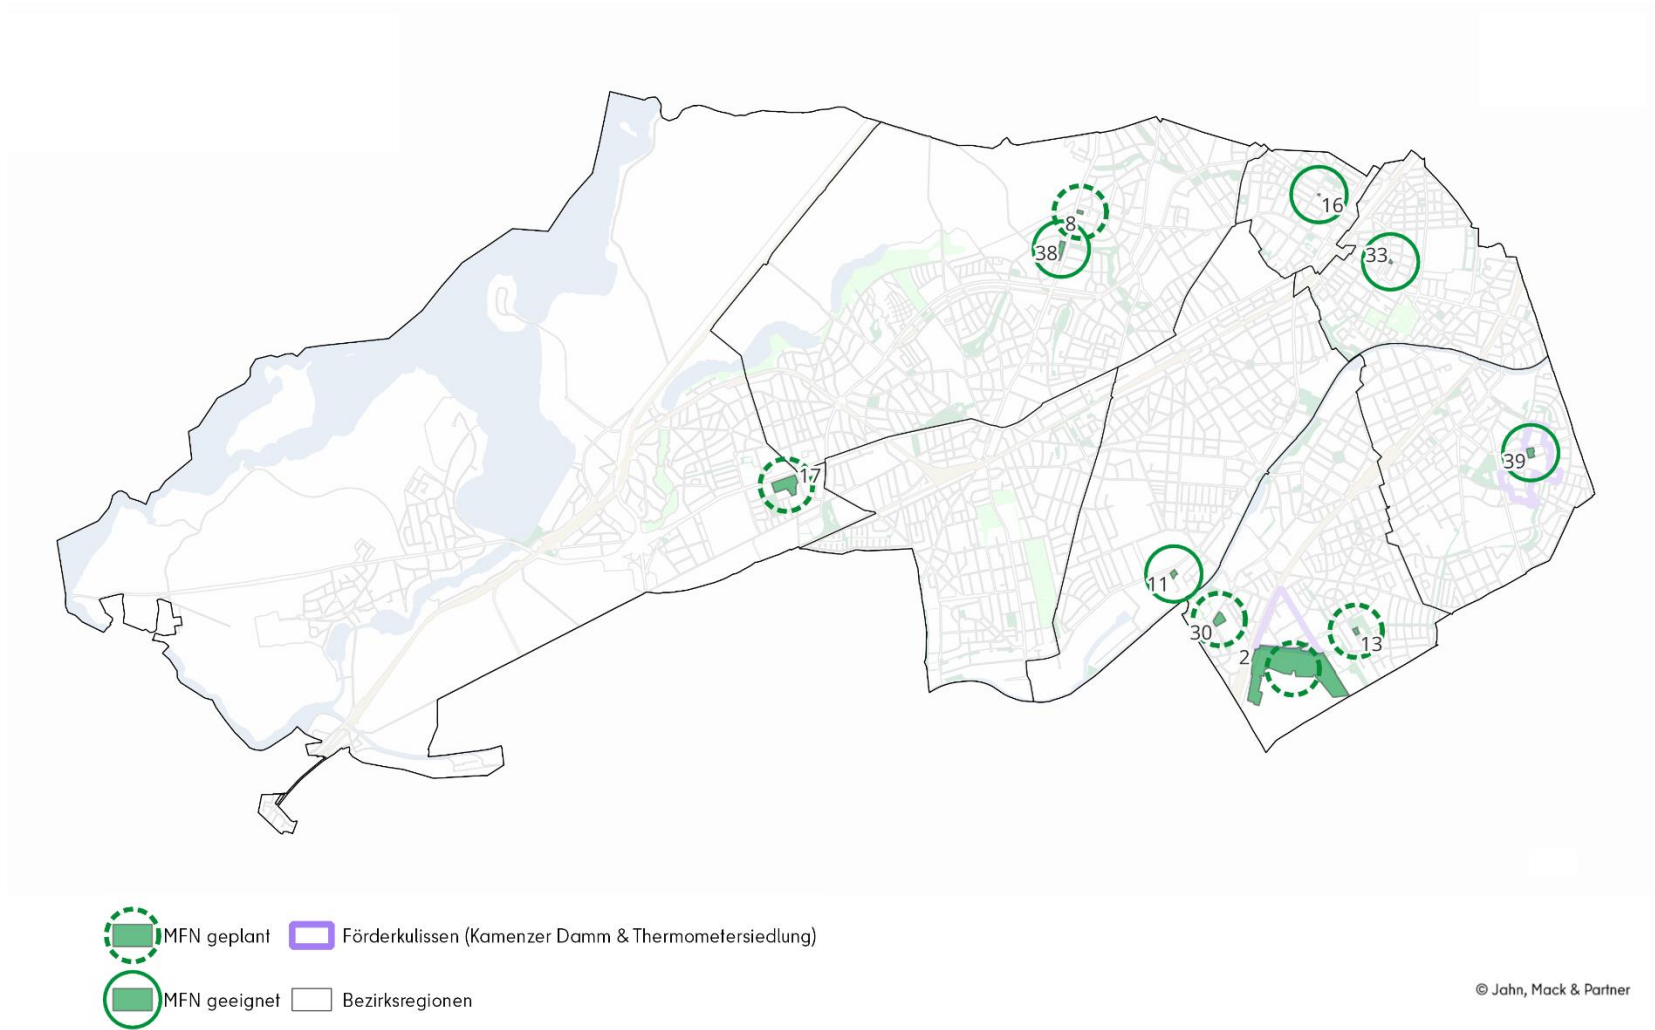 16
8
38
33
39
17
11
30
13
2
MFN geplant
Förderkulissen (Kamenzer Damm & Thermometersiedlung)
MFN geeignet
Bezirksregionen
© Jahn, Mack & Partner